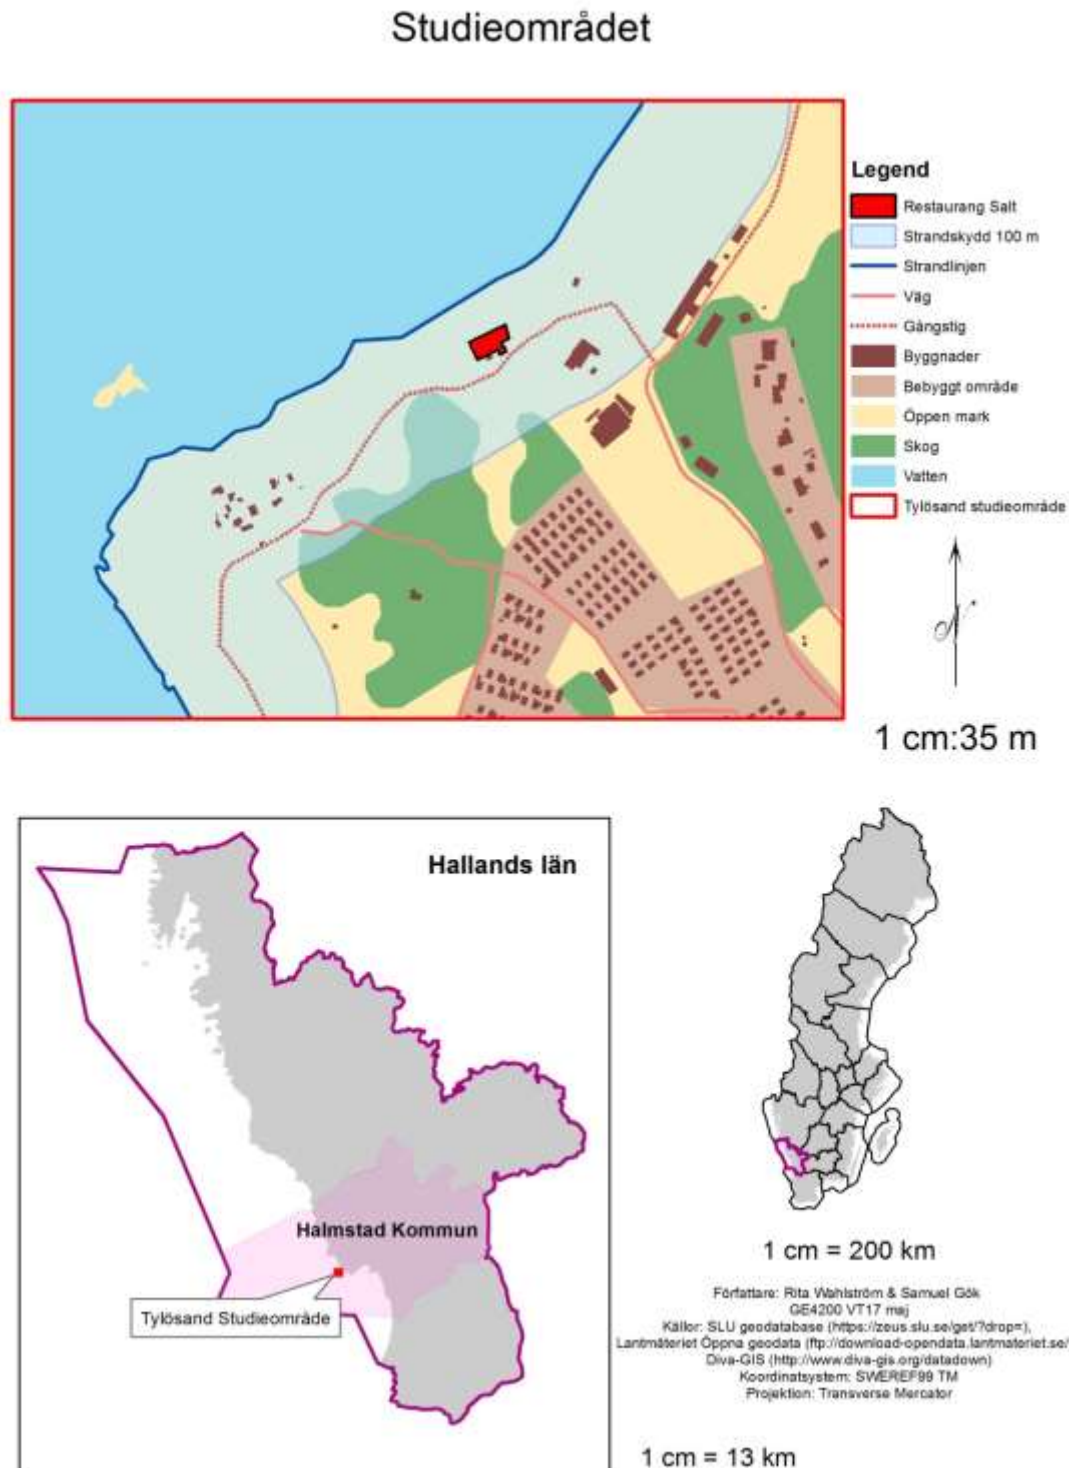 Studieområdet
Legend
Restaurang Salt
Strandskydd 100 m
Strandlinjen
Väg
Gångstig
Byggnader
Bebyggt område
Öppen mark
Skog
Vatten
Tylösand studieområde
N
1 cm:35 m
Hallands län
Halmstad Kommun
Tylösand Studieområde
1 cm = 200 km
Författare: Rita Wahlström & Samuel Gök
GE4200 VT17 maj
Källor: SLU geodatabase (https://zeus.slu.se/get/?drop=),
Lantmäteriet Öppna geodata (ftp://download-opendata.lantmateriet.se/
Diva-GIS (http://www.diva-gis.org/datadown)
Koordinatsystem: SWEREF99 TM
Projektion: Transverse Mercator
1 cm = 13 km